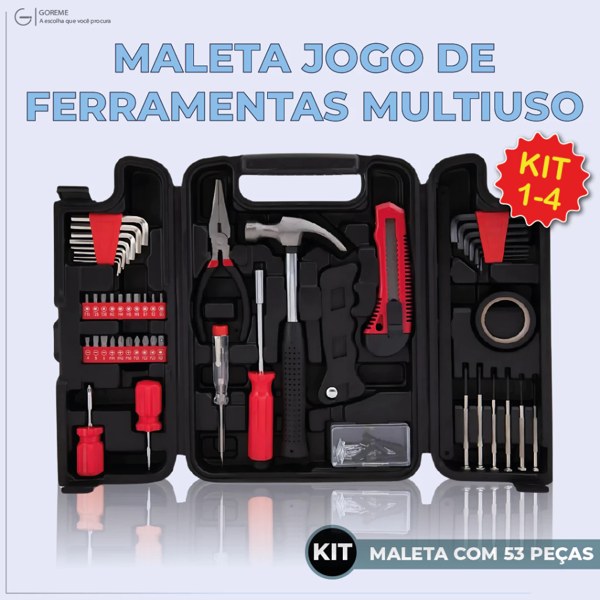 GOREME
A escolha que você procura
MALETA JOGO DE
FERRAMENTAS MULTIUSO
KIT
1-4
KIT
MALETA COM 53 PEÇAS